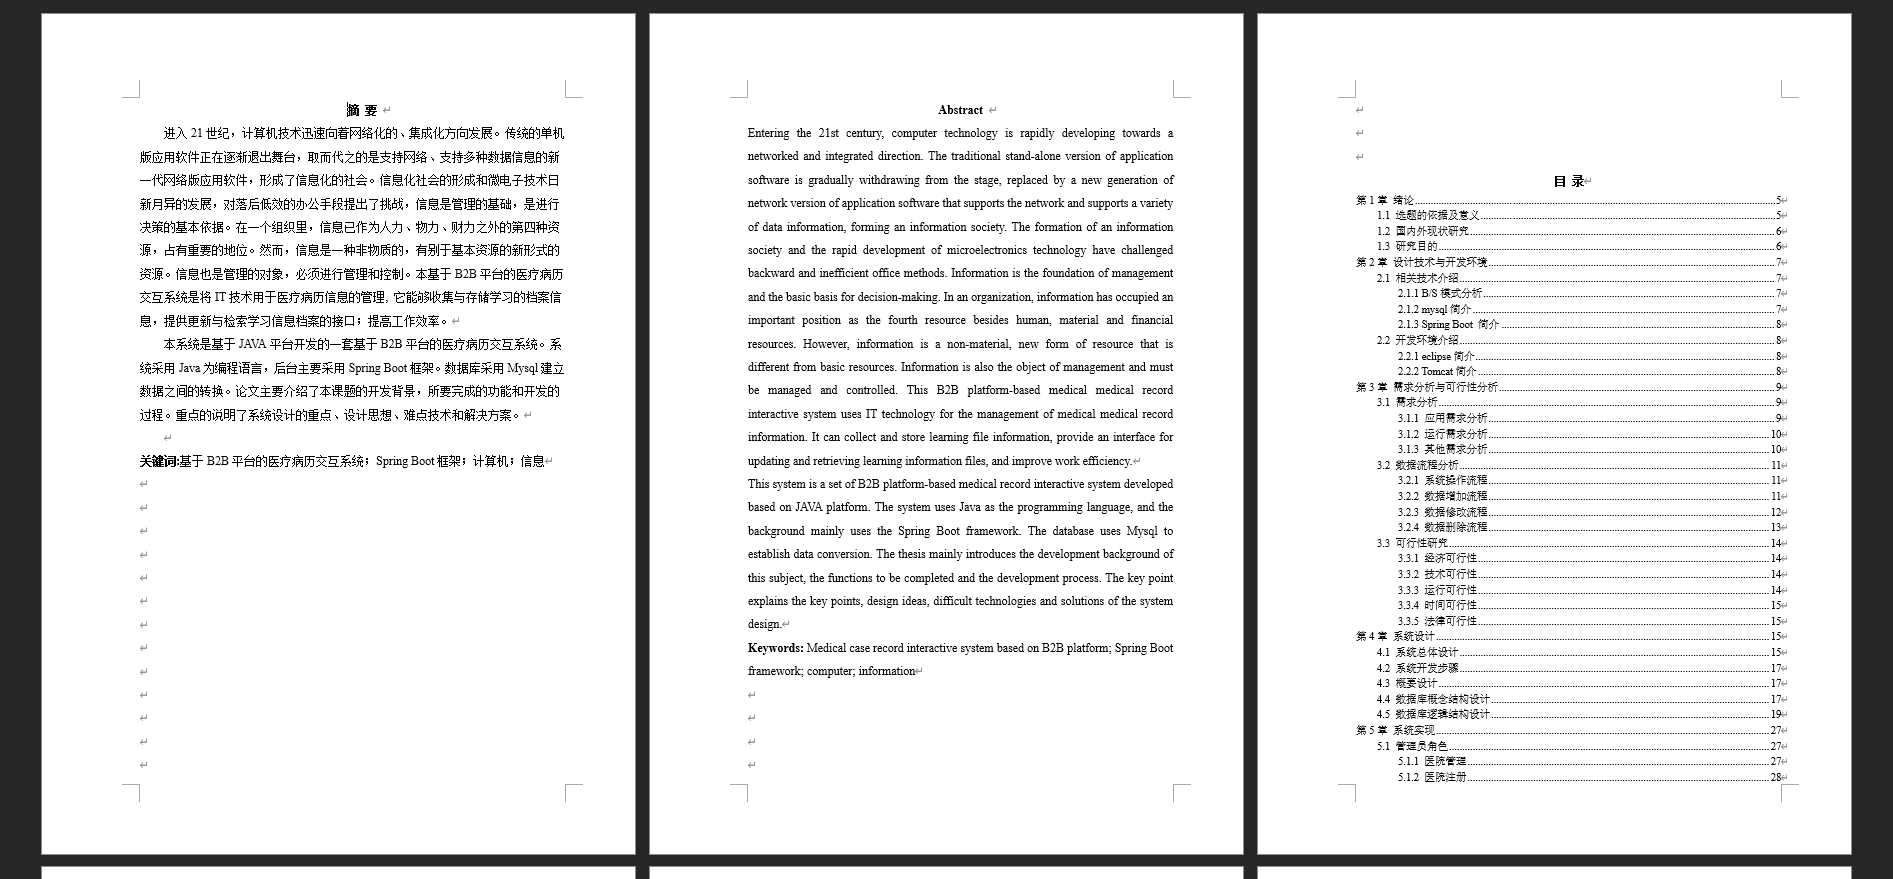 摘 要
进入 21 世纪，计算机技术迅速向着网络化的、集成化方向发展。传统的单机
版应用软件正在逐渐退出舞台，取而代之的是支持网络、支持多种数据信息的新
一代网络版应用软件，形成了信息化的社会。信息化社会的形成和微电子技术日
新月异的发展，对落后低效的办公手段提出了挑战，信息是管理的基础，是进行
决策的基本依据。在一个组织里，信息已作为人力、物力、财力之外的第四种资
源，占有重要的地位。然而，信息是一种非物质的，有别于基本资源的新形式的
资源。信息也是管理的对象，必须进行管理和控制。本基于 B2B 平台的医疗病历
交互系统是将 IT 技术用于医疗病历信息的管理, 它能够收集与存储学习的档案信
息，提供更新与检索学习信息档案的接口；提高工作效率。
本系统是基于 JAVA 平台开发的一套基于 B2B 平台的医疗病历交互系统。系
统采用 Java 为编程语言，后台主要采用 Spring Boot 框架。数据库采用 Mysql 建立
数据之间的转换。论文主要介绍了本课题的开发背景，所要完成的功能和开发的
过程。重点的说明了系统设计的重点、设计思想、难点技术和解决方案。
关键词:基于 B2B 平台的医疗病历交互系统；Spring Boot 框架；计算机；信息
Abstract
Entering the 21st century, computer technology is rapidly developing towards a
networked and integrated direction. The traditional stand-alone version of application
software is gradually withdrawing from the stage, replaced by a new generation of
network version of application software that supports the network and supports a variety
of data information, forming an information society. The formation of an information
society and the rapid development of microelectronics technology have challenged
backward and inefficient office methods. Information is the foundation of management
and the basic basis for decision-making. In an organization, information has occupied an
important position as the fourth resource besides human, material and financial
resources. However, information is a non-material, new form of resource that is
different from basic resources. Information is also the object of management and must
be managed and controlled. This B2B platform-based medical medical record
interactive system uses IT technology for the management of medical medical record
information. It can collect and store learning file information, provide an interface for
updating and retrieving learning information files, and improve work efficiency.
This system is a set of B2B platform-based medical record interactive system developed
based on JAVA platform. The system uses Java as the programming language, and the
background mainly uses the Spring Boot framework. The database uses Mysql to
establish data conversion. The thesis mainly introduces the development background of
this subject, the functions to be completed and the development process. The key point
explains the key points, design ideas, difficult technologies and solutions of the system
design.
Keywords: Medical case record interactive system based on B2B platform; Spring Boot
framework; computer; information
目 录
第 1 章 绪论 5
1.1 选题的依据及意义 5
1.2 国内外现状研究 6
1.3 研究目的 6
第 2 章 设计技术与开发环境 7
2.1 相关技术介绍 7
2.1.1 B/S 模式分析 7
2.1.2 mysql 简介 7
2.1.3 Spring Boot 简介 8
2.2 开发环境介绍 8
2.2.1 eclipse 简介 8
2.2.2 Tomcat 简介 8
第 3 章 需求分析与可行性分析 9
3.1 需求分析 9
3.1.1 应用需求分析 9
3.1.2 运行需求分析 10
3.1.3 其他需求分析 10
3.2 数据流程分析 11
3.2.1 系统操作流程 11
3.2.2 数据增加流程 11
3.2.3 数据修改流程 12
3.2.4 数据删除流程 13
3.3 可行性研究 14
3.3.1 经济可行性 14
3.3.2 技术可行性 14
3.3.3 运行可行性 14
3.3.4 时间可行性 15
3.3.5 法律可行性 15
第 4 章 系统设计 15
4.1 系统总体设计 15
4.2 系统开发步骤 17
4.3 概要设计 17
4.4 数据库概念结构设计 17
4.5 数据库逻辑结构设计 19
第 5 章 系统实现 27
5.1 管理员角色 27
5.1.1 医院管理 27
5.1.2 医院注册 28